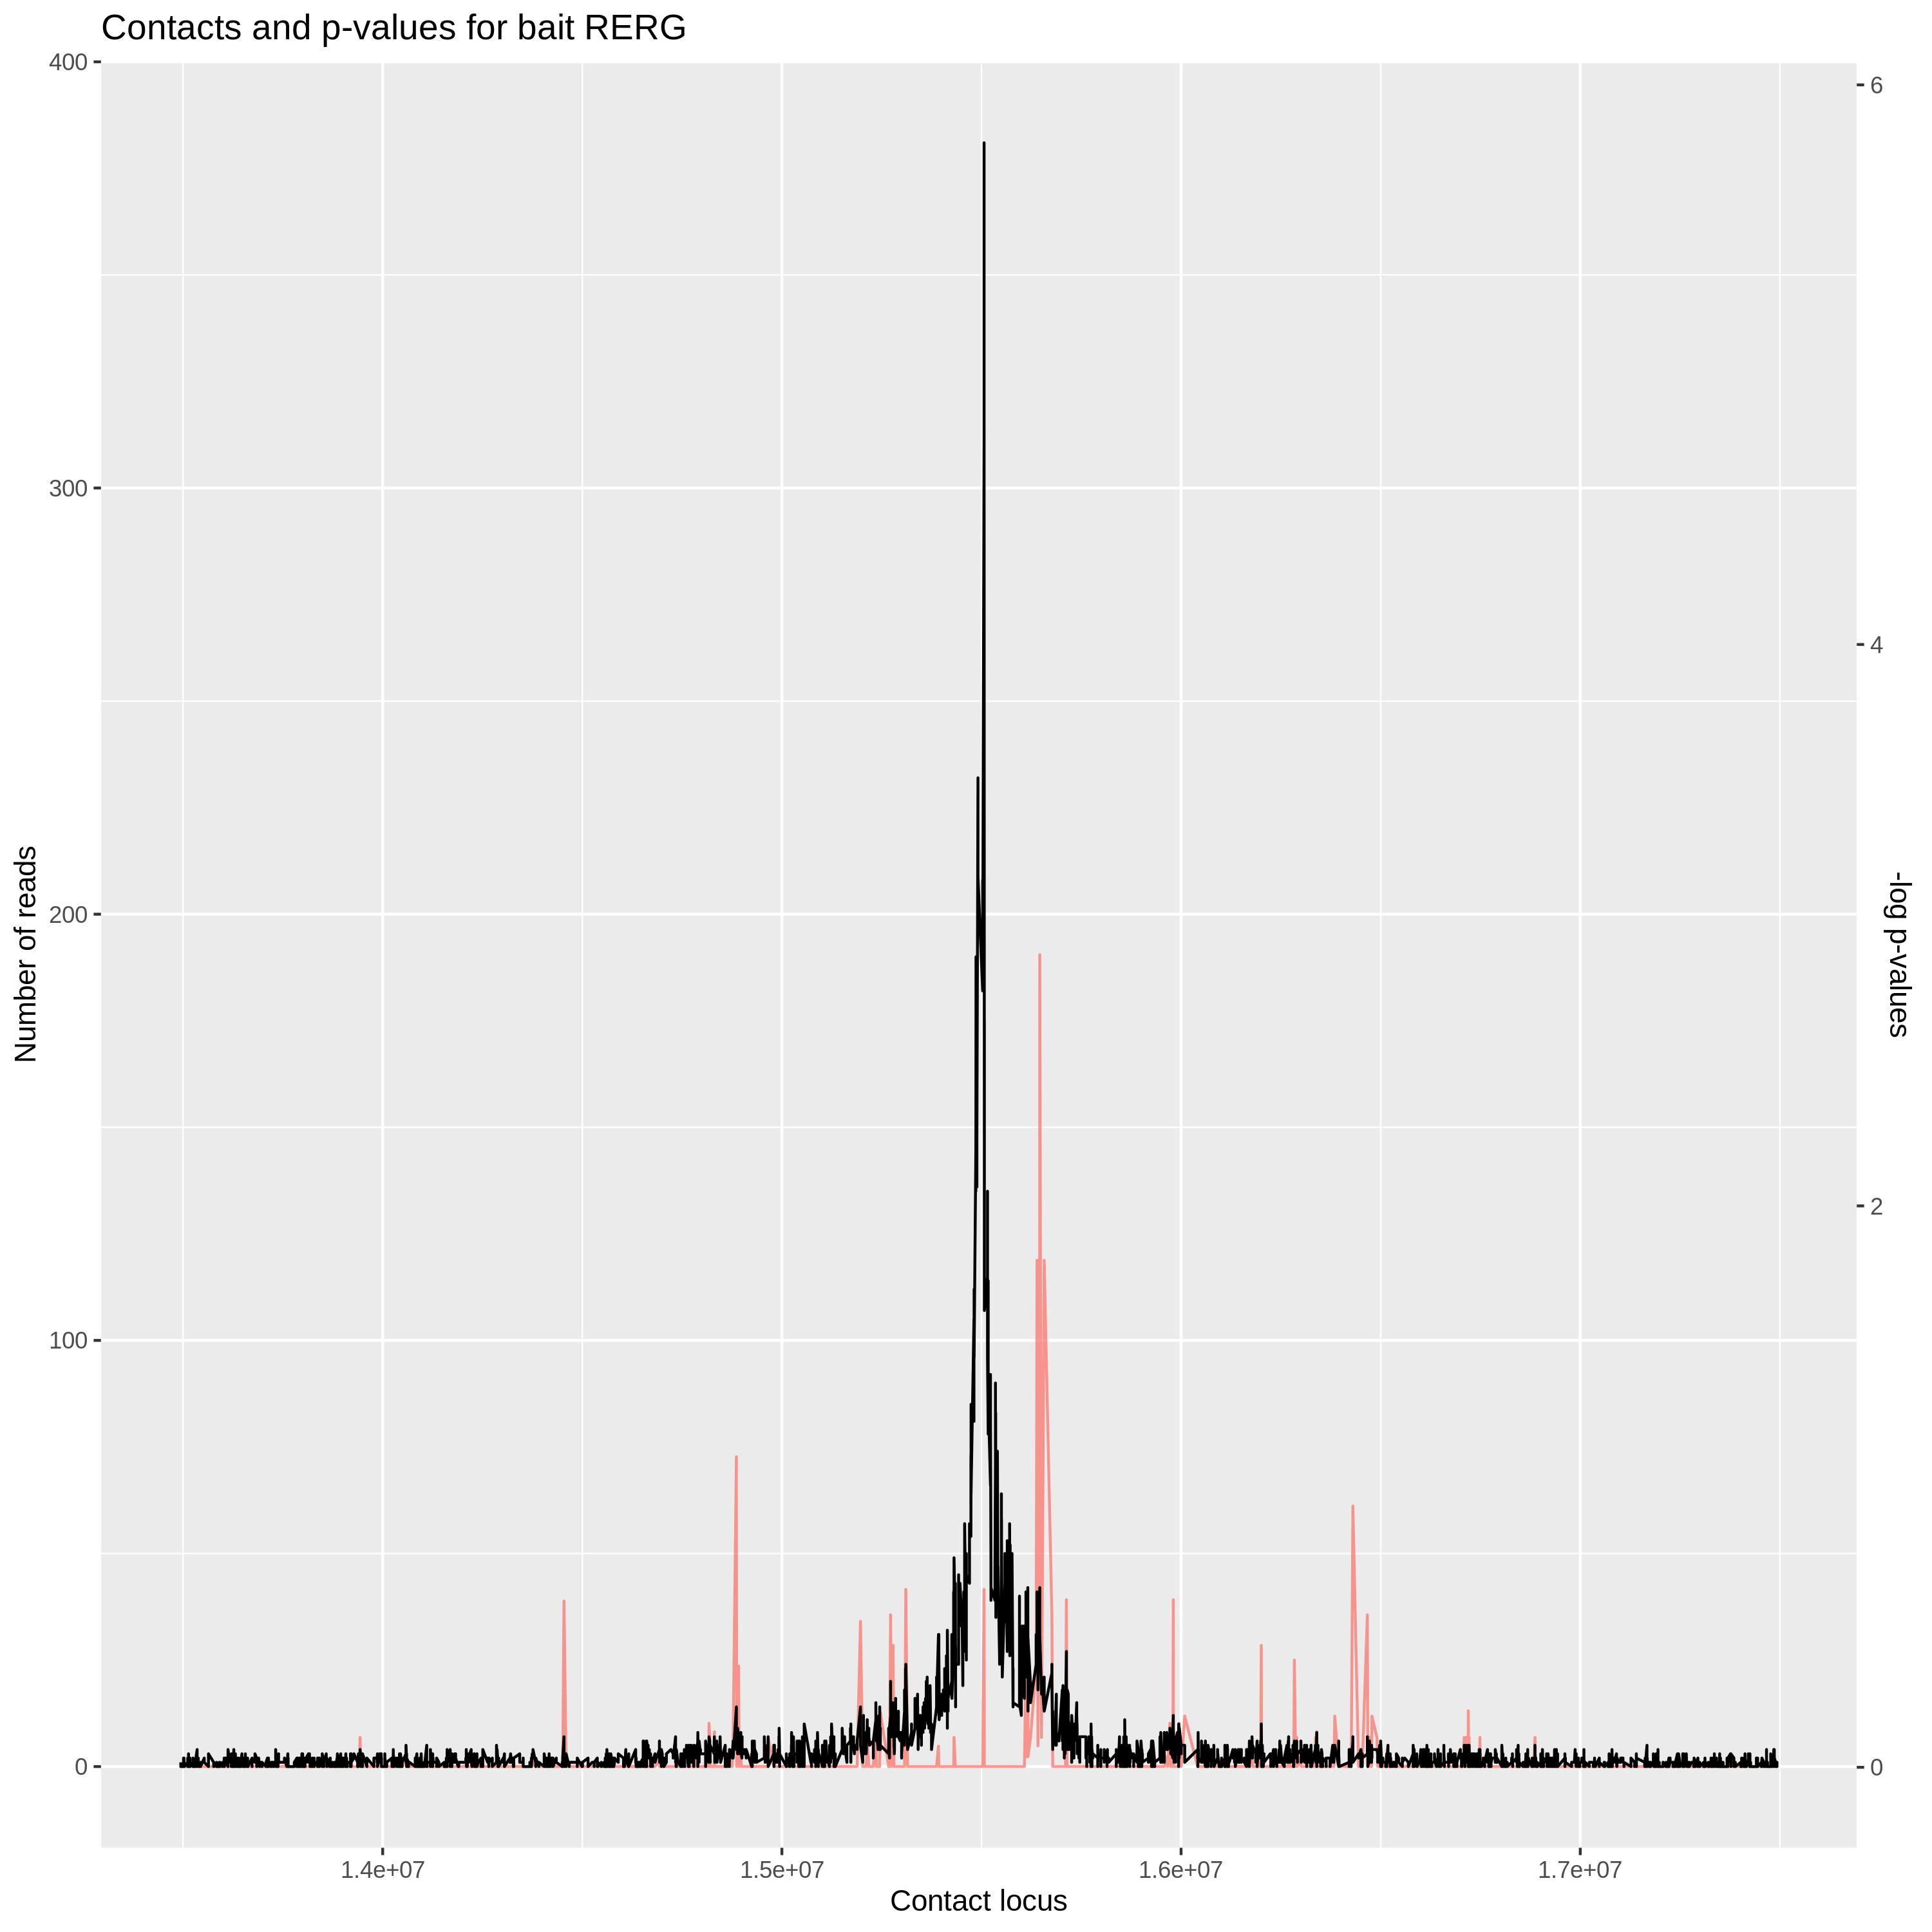 Contacts and p-values for bait RERG
400
300
200
100
0
Number of reads
6
4
2
0
-log p-values
1.4e+07
1.5e+07
1.6e+07
1.7e+07
Contact locus